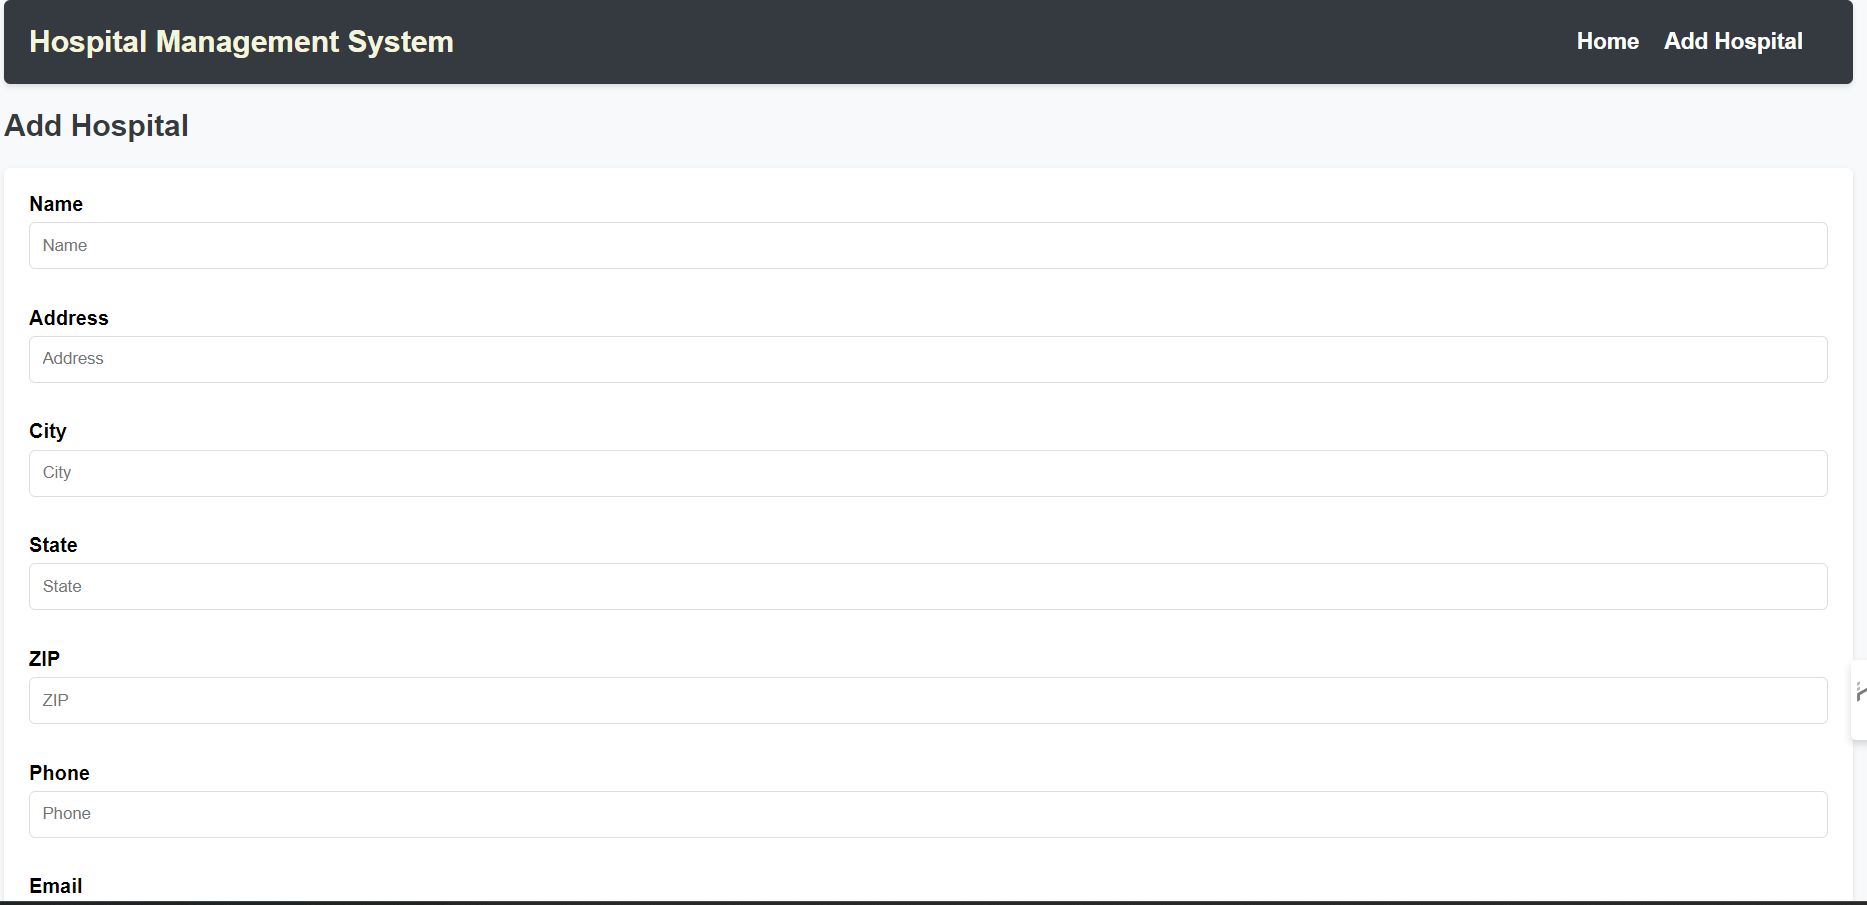 Hospital Management System
Home Add Hospital
Add Hospital
Name
Name
Address
Address
City
City
State
State
ZIP
ZIP
Phone
Phone
Email